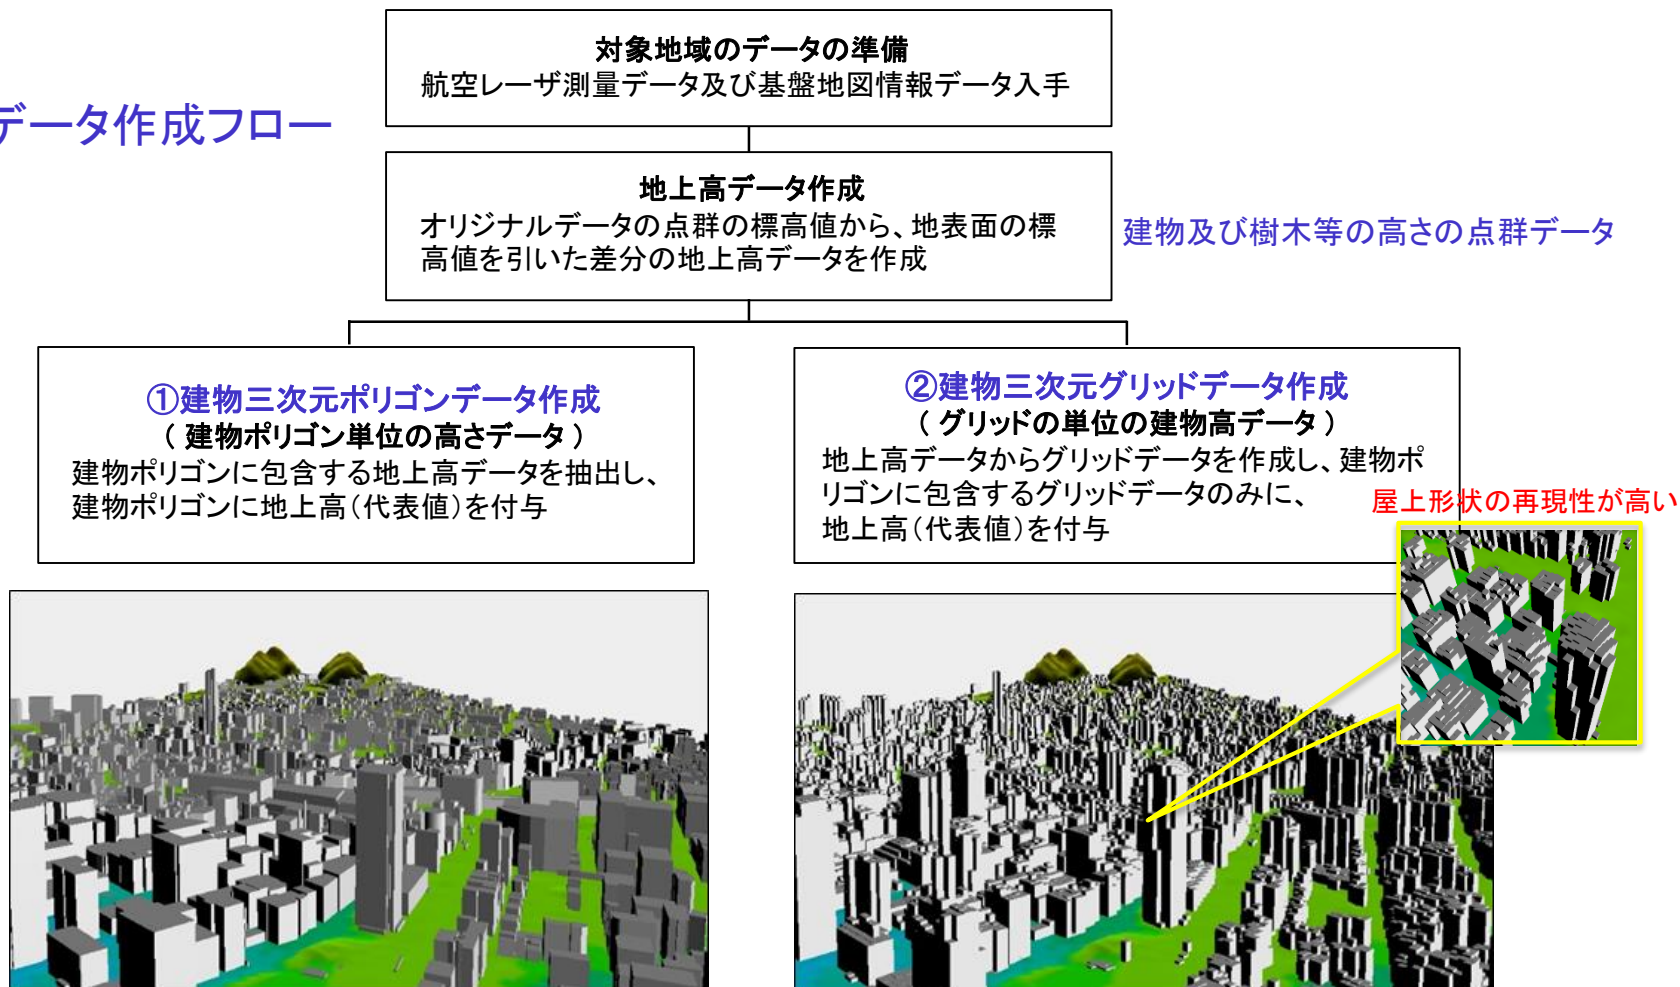 対象地域のデータの準備
航空レーザ測量データ及び基盤地図情報データ入手
データ作成フロー
地上高データ作成
オリジナルデータの点群の標高値から、地表面の標
高値を引いた差分の地上高データを作成
建物及び樹木等の高さの点群データ
①建物三次元ポリゴンデータ作成
（建物ポリゴン単位の高さデータ）
建物ポリゴンに包含する地上高データを抽出し、
建物ポリゴンに地上高（代表値）を付与
②建物三次元グリッドデータ作成
（グリッドの単位の建物高データ）
地上高データからグリッドデータを作成し、建物ポ
リゴンに包含するグリッドデータのみに、
地上高（代表値）を付与
屋上形状の再現性が高い